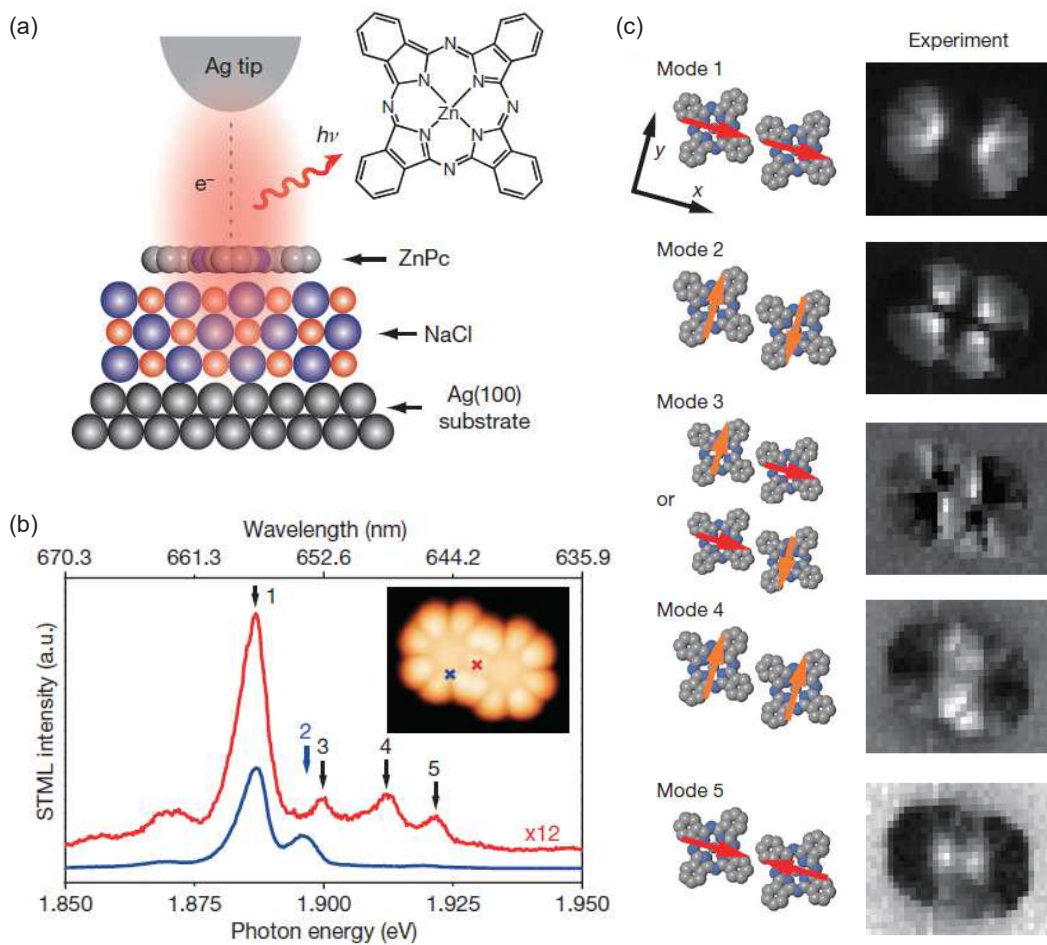 (a)
Ag tip
hν
e⁻
N
N
N
N
Zn
N
N
N
N
ZnPc
NaCl
Ag(100)
substrate
(b)
Wavelength (nm)
670.3 661.3 652.6 644.2 635.9
STML intensity (a.u.)
1
2
3
4
5
x12
1.850 1.875 1.900 1.925 1.950
Photon energy (eV)
(c)
Experiment
Mode 1
y
x
Mode 2
Mode 3
or
Mode 4
Mode 5